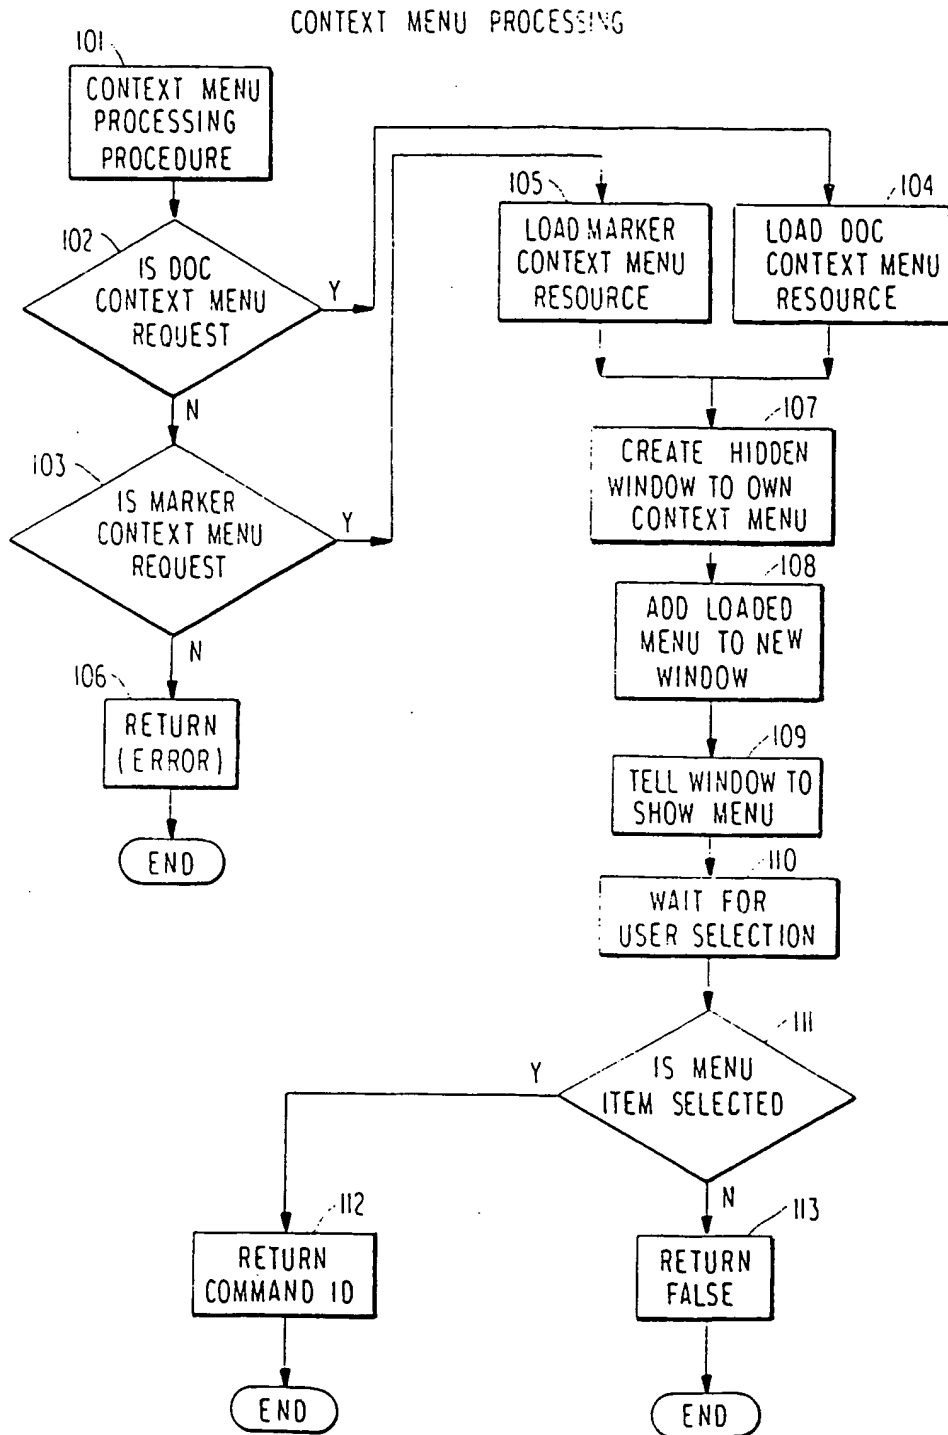 CONTEXT MENU PROCESSING
101
CONTEXT MENU
PROCESSING
PROCEDURE
102
IS DOC
CONTEXT MENU
REQUEST
Y
N
103
IS MARKER
CONTEXT MENU
REQUEST
Y
N
106
RETURN
(ERROR)
END
105
LOAD MARKER
CONTEXT MENU
RESOURCE
104
LOAD DOC
CONTEXT MENU
RESOURCE
107
CREATE HIDDEN
WINDOW TO OWN
CONTEXT MENU
108
ADD LOADED
MENU TO NEW
WINDOW
109
TELL WINDOW TO
SHOW MENU
110
WAIT FOR
USER SELECTION
111
IS MENU
ITEM SELECTED
Y
N
112
RETURN
COMMAND ID
END
113
RETURN
FALSE
END